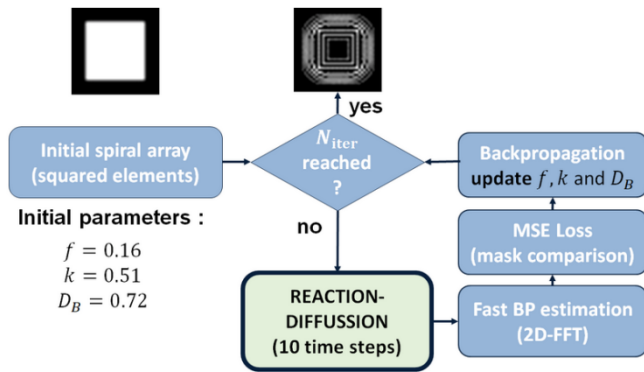 yes
Initial spiral array
(squared elements)
N_iter
reached
?
Backpropagation
update f, k and D_B
Initial parameters :
f = 0.16
k = 0.51
D_B = 0.72
no
MSE Loss
(mask comparison)
REACTION-
DIFFUSSION
(10 time steps)
Fast BP estimation
(2D-FFT)